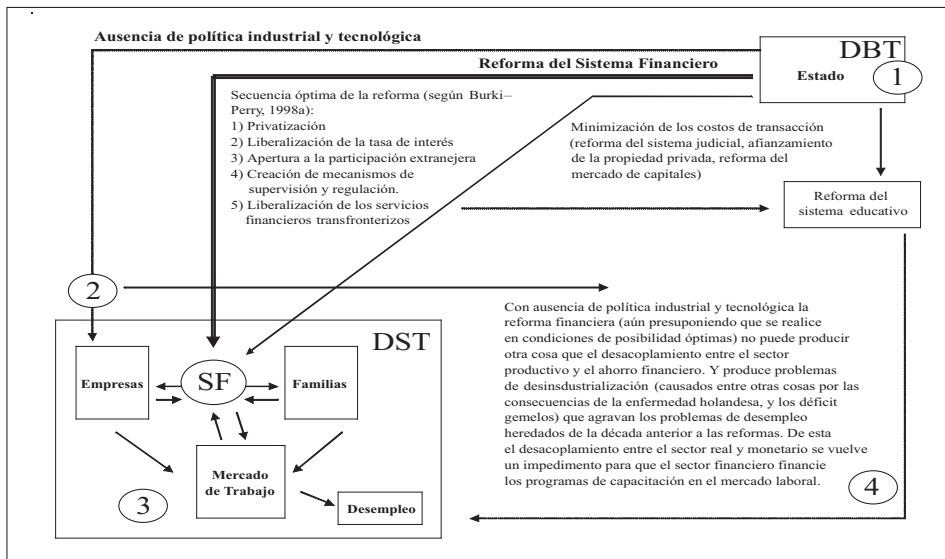 Ausencia de política industrial y tecnológica
DBT
Estado
1
Reforma del Sistema Financiero
Secuencia óptima de la reforma (según Burki–
Perry, 1998a):
1) Privatización
2) Liberalización de la tasa de interés
3) Apertura a la participación extranjera
4) Creación de mecanismos de
supervisión y regulación.
5) Liberalización de los servicios
financieros transfronterizos
Minimización de los costos de transacción
(reforma del sistema judicial, afianzamiento
de la propiedad privada, reforma del
mercado de capitales)
Reforma del
sistema educativo
2
Con ausencia de política industrial y tecnológica la
reforma financiera (aún presuponiendo que se realice
en condiciones de posibilidad óptimas) no puede producir
otra cosa que el desacoplamiento entre el sector
productivo y el ahorro financiero. Y produce problemas
de desinsdustrialización (causados entre otras cosas por las
consecuencias de la enfermedad holandesa, y los déficit
gemelos) que agravan los problemas de desempleo
heredados de la década anterior a las reformas. De esta
el desacoplamiento entre el sector real y monetario se vuelve
un impedimento para que el sector financiero financie
los programas de capacitación en el mercado laboral.
4
DST
Empresas
SF
Familias
Mercado
de Trabajo
3
Desempleo